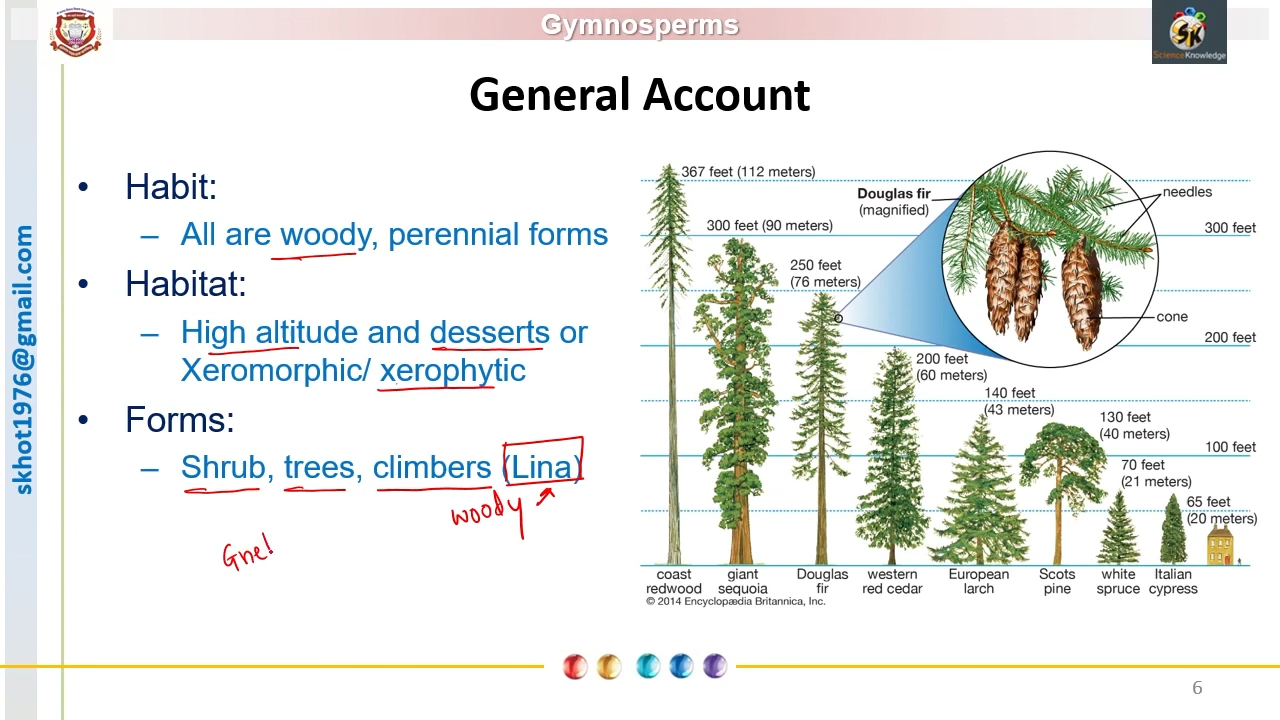 Gymnosperms
SK
ScienceKnowledge
General Account
skhot1976@gmail.com
• Habit:
– All are woody, perennial forms
• Habitat:
– High altitude and desserts or
Xeromorphic/ xerophytic
• Forms:
– Shrub, trees, climbers (Lina)
woody
Gnel
367 feet (112 meters)
300 feet (90 meters)
250 feet
(76 meters)
200 feet
(60 meters)
140 feet
(43 meters)
130 feet
(40 meters)
70 feet
(21 meters)
65 feet
(20 meters)
Douglas fir
(magnified)
needles
cone
300 feet
200 feet
100 feet
coast
redwood
giant
sequoia
Douglas
fir
western
red cedar
European
larch
Scots
pine
white
spruce
Italian
cypress
© 2014 Encyclopædia Britannica, Inc.
6